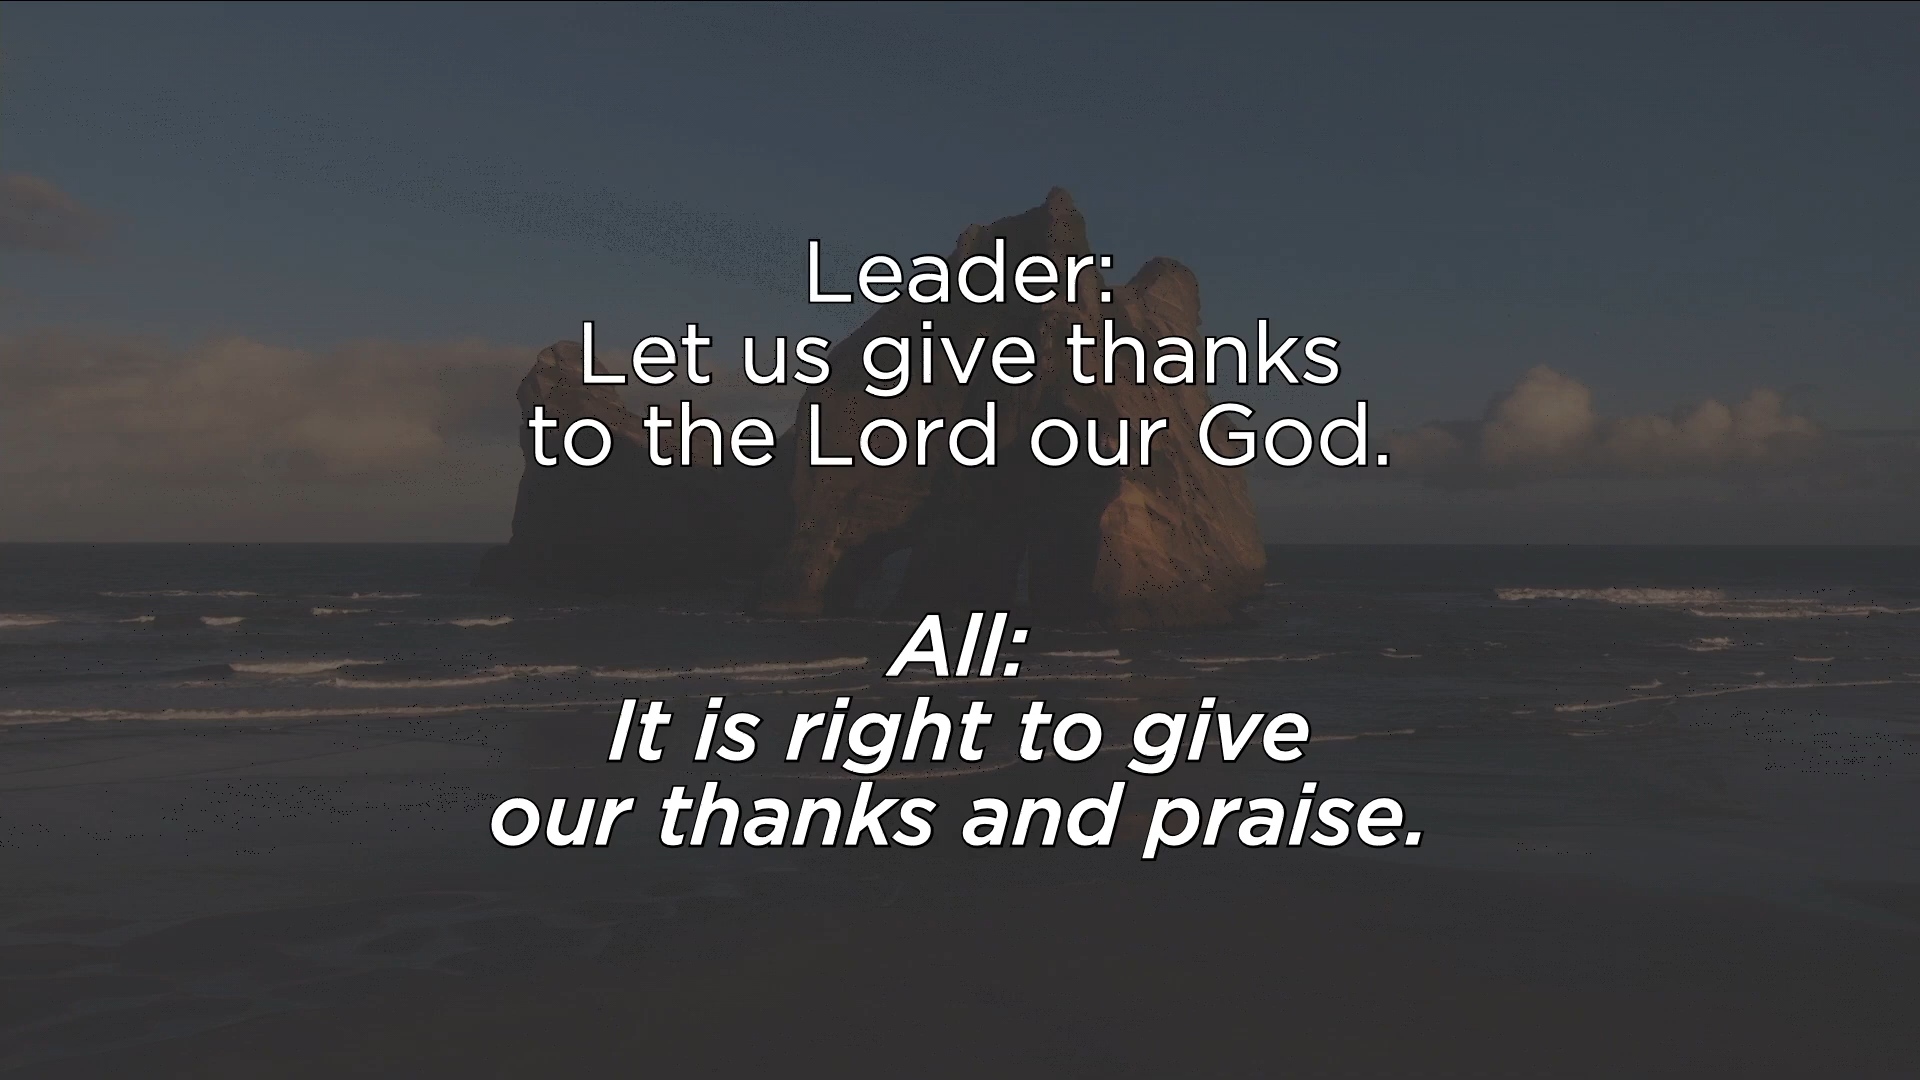 Leader:
Let us give thanks
to the Lord our God.
All:
It is right to give
our thanks and praise.